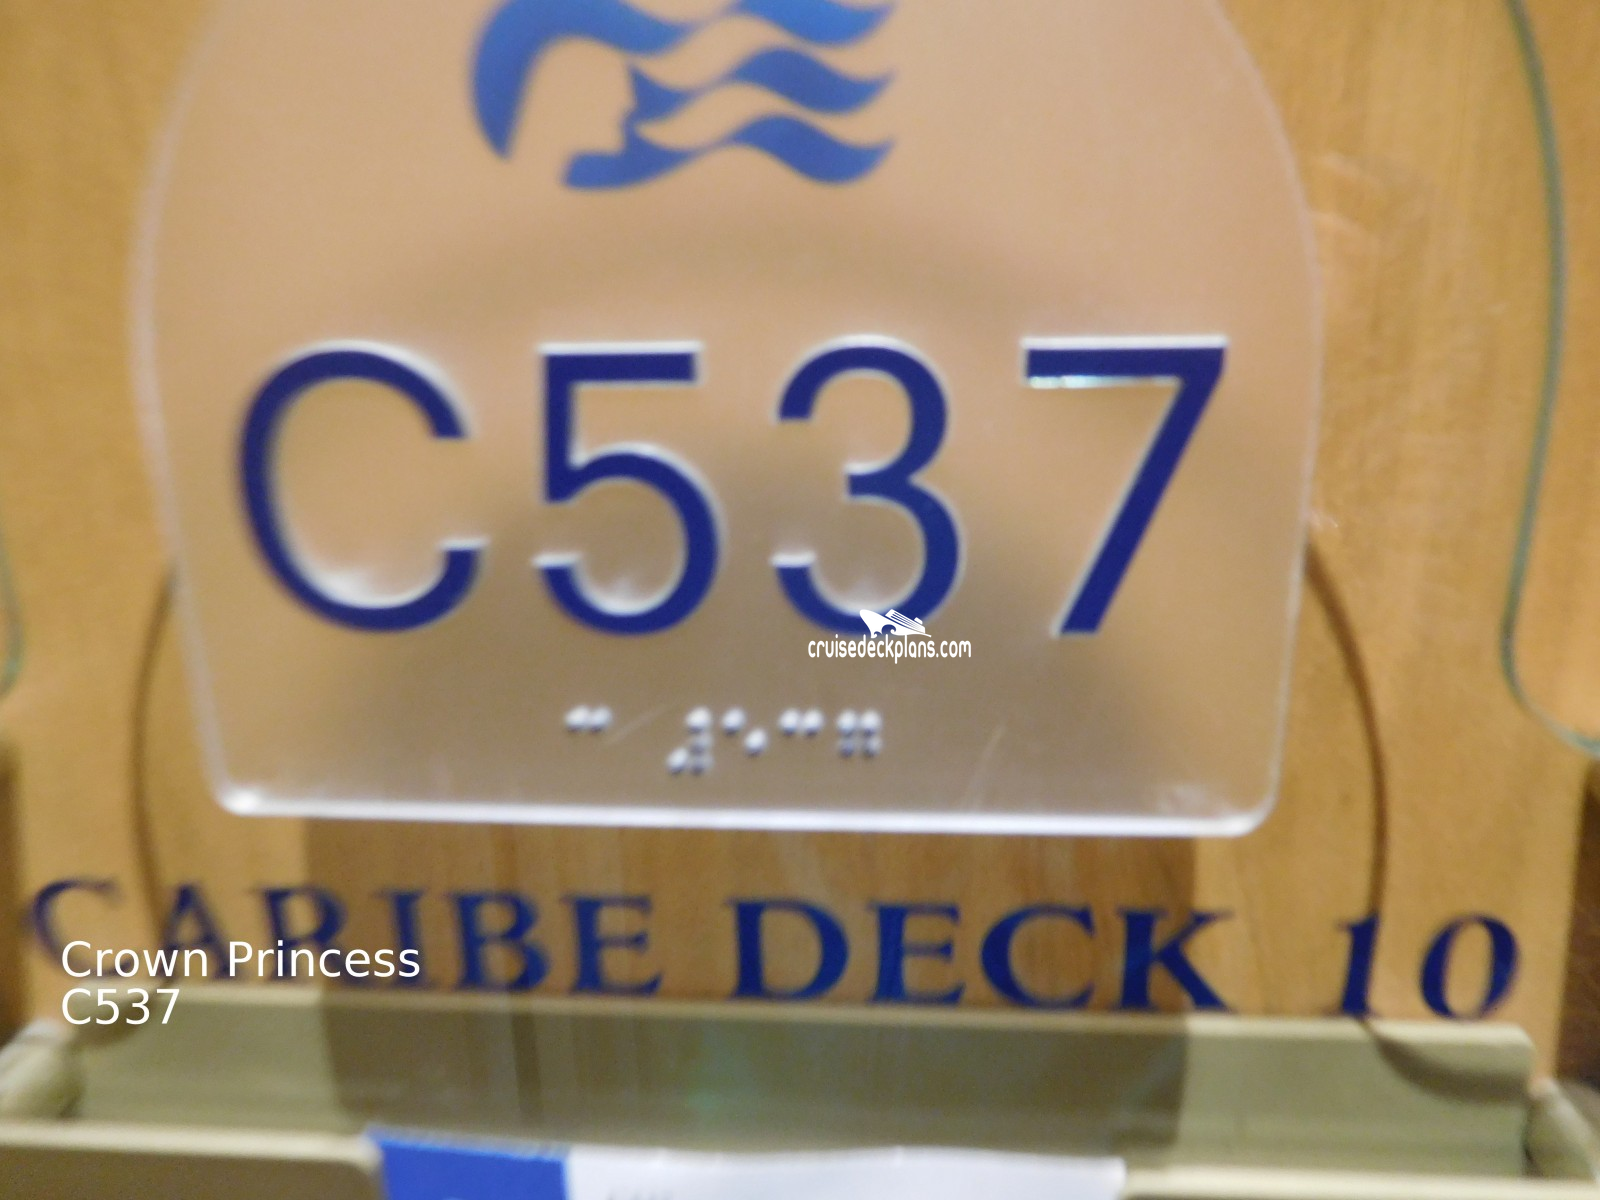 C537
cruisedeckplans.com
⠉ ⠼⠑⠉⠛
CARIBE DECK 10
Crown Princess
C537